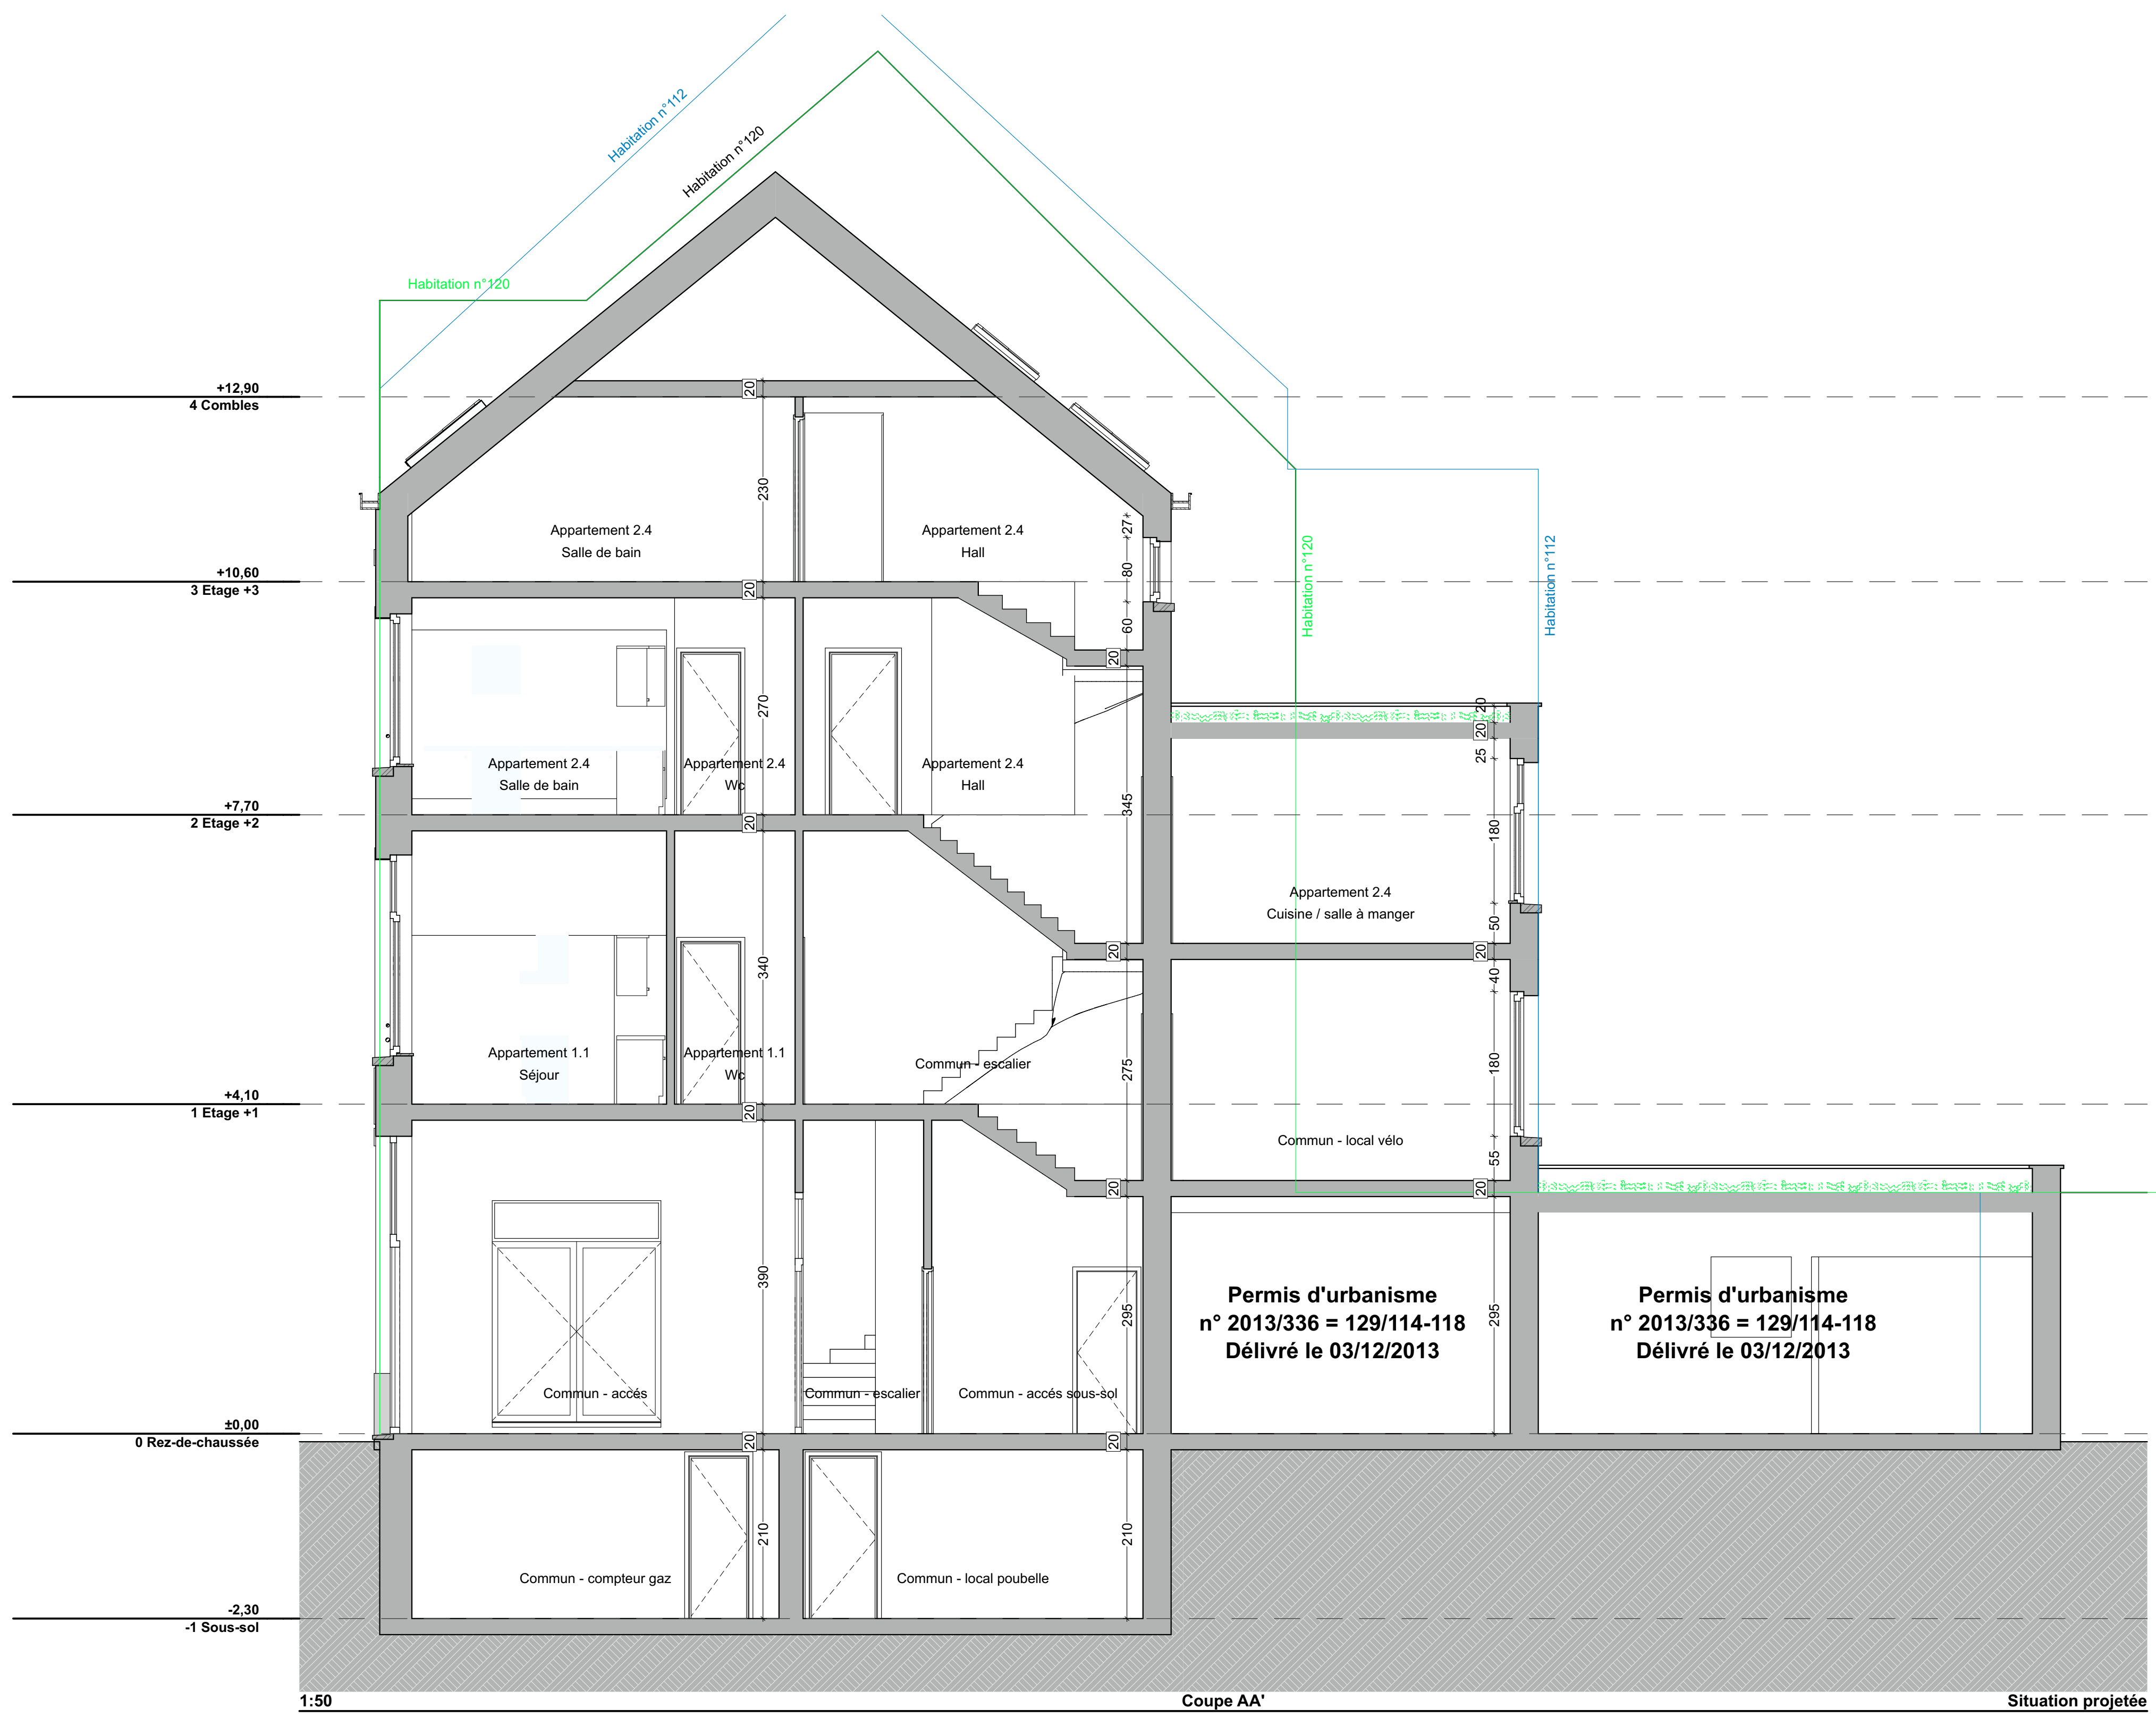 Habitation n°112
Habitation n°120
Habitation n°120
+12,90
4 Combles
20
230
27
Appartement 2.4
Salle de bain
Appartement 2.4
Hall
80
Habitation n°120
Habitation n°112
+10,60
3 Etage +3
20
60
20
270
20
20
25
Appartement 2.4
Salle de bain
Appartement 2.4
Wc
Appartement 2.4
Hall
+7,70
2 Etage +2
20
345
180
Appartement 2.4
Cuisine / salle à manger
50
340
20
20
40
Appartement 1.1
Séjour
Appartement 1.1
Wc
Commun - escalier
275
180
+4,10
1 Etage +1
20
Commun - local vélo
55
20
20
390
295
295
Permis d'urbanisme
n° 2013/336 = 129/114-118
Délivré le 03/12/2013
Permis d'urbanisme
n° 2013/336 = 129/114-118
Délivré le 03/12/2013
Commun - accés
Commun - escalier
Commun - accés sous-sol
±0,00
0 Rez-de-chaussée
20
20
210
210
Commun - compteur gaz
Commun - local poubelle
-2,30
-1 Sous-sol
1:50
Coupe AA'
Situation projetée